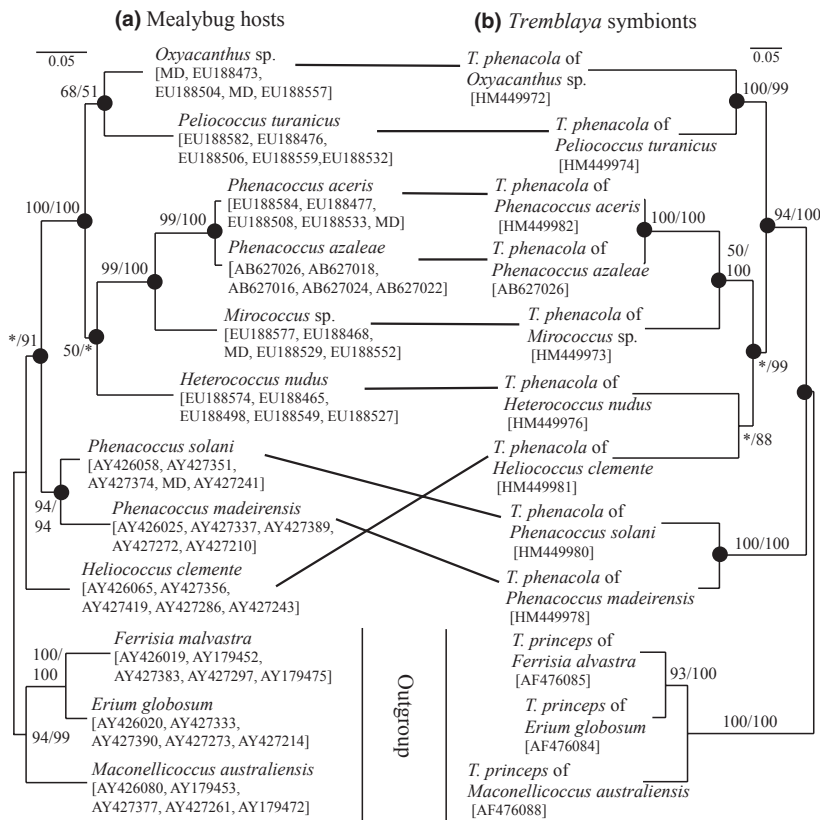 (a) Mealybug hosts
(b) Tremblaya symbionts
0.05
0.05
Oxyacanthus sp.
[MD, EU188473,
EU188504, MD, EU188557]
68/51
Peliococcus turanicus
[EU188582, EU188476,
EU188506, EU188559,EU188532]
Phenacoccus aceris
[EU188584, EU188477,
EU188508, EU188533, MD]
100/100
99/100
Phenacoccus azaleae
[AB627026, AB627018,
AB627016, AB627024, AB627022]
99/100
Mirococcus sp.
[EU188577, EU188468,
MD, EU188529, EU188552]
*/91
50/*
Heterococcus nudus
[EU188574, EU188465,
EU188498, EU188549, EU188527]
Phenacoccus solani
[AY426058, AY427351,
AY427374, MD, AY427241]
94/
94
Phenacoccus madeirensis
[AY426025, AY427337, AY427389,
AY427272, AY427210]
Heliococcus clemente
[AY426065, AY427356,
AY427419, AY427286, AY427243]
Ferrisia malvastra
[AY426019, AY179452,
AY427383, AY427297, AY179475]
100/
100
Erium globosum
[AY426020, AY427333,
AY427390, AY427273, AY427214]
94/99
Maconellicoccus australiensis
[AY426080, AY179453,
AY427377, AY427261, AY179472]
Outgroup
T. phenacola of
Oxyacanthus sp.
[HM449972]
100/99
T. phenacola of
Peliococcus turanicus
[HM449974]
T. phenacola of
Phenacoccus aceris
[HM449982]
100/100
94/100
T. phenacola of
Phenacoccus azaleae
[AB627026]
50/
100
T. phenacola of
Mirococcus sp.
[HM449973]
*/99
T. phenacola of
Heterococcus nudus
[HM449976]
*/88
T. phenacola of
Heliococcus clemente
[HM449981]
T. phenacola of
Phenacoccus solani
[HM449980]
100/100
T. phenacola of
Phenacoccus madeirensis
[HM449978]
T. princeps of
Ferrisia alvastra
[AF476085]
93/100
T. princeps of
Erium globosum
[AF476084]
100/100
T. princeps of
Maconellicoccus australiensis
[AF476088]